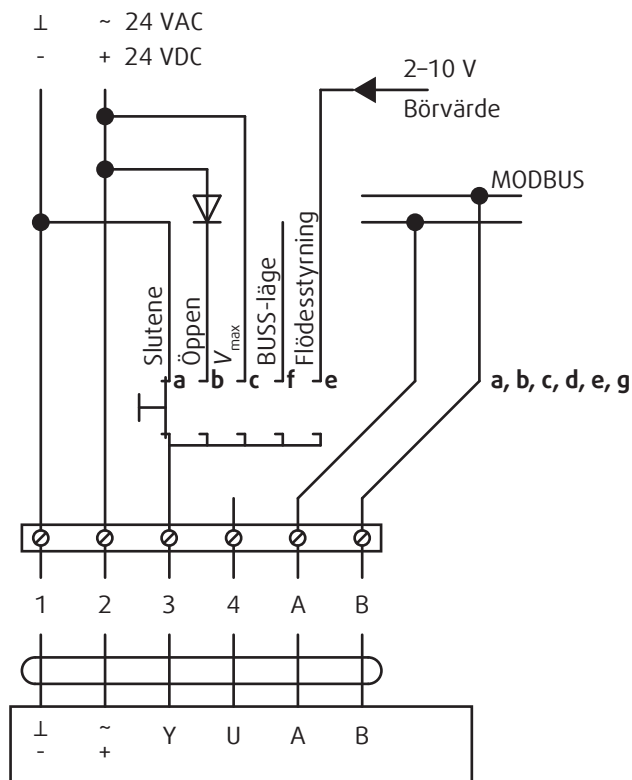 ⊥ ~ 24 VAC
- + 24 VDC
2–10 V
Börvärde
MODBUS
Slutene
Öppen
Vmax
BUSS-läge
Flödesstyrning
a b c f e
a, b, c, d, e, g
1 2 3 4 A B
⊥ ~ Y U A B
- +